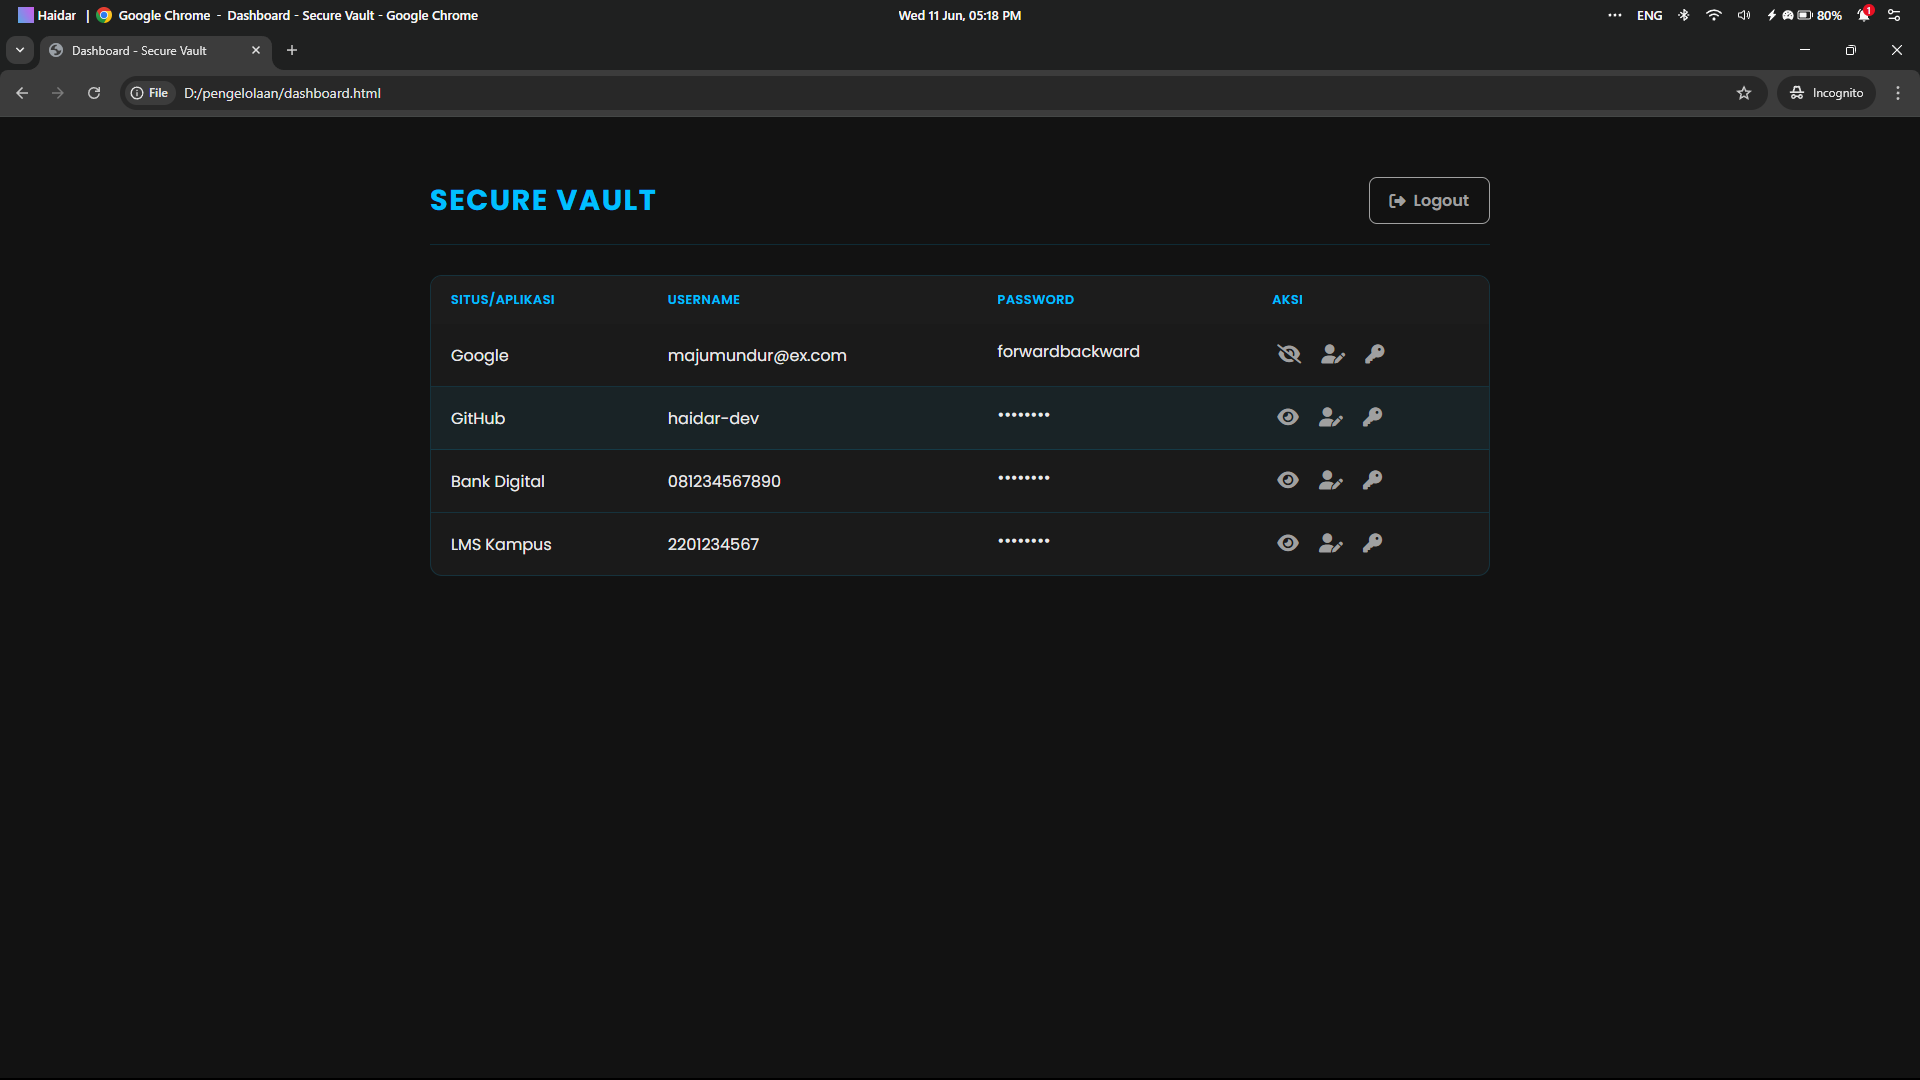 Haidar | Google Chrome - Dashboard - Secure Vault - Google Chrome
Wed 11 Jun, 05:18 PM
ENG 80% 1
Dashboard - Secure Vault
File D:/pengelolaan/dashboard.html
Incognito
SECURE VAULT
Logout
SITUS/APLIKASI USERNAME PASSWORD AKSI
Google majumundur@ex.com forwardbackward
GitHub haidar-dev ••••••••
Bank Digital 081234567890 ••••••••
LMS Kampus 2201234567 ••••••••